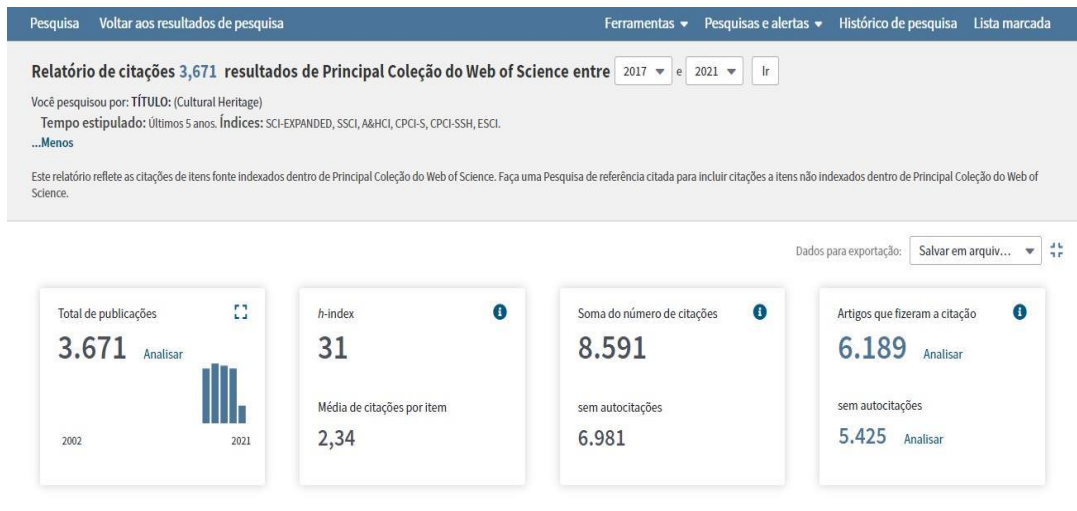 Pesquisa Voltar aos resultados de pesquisa Ferramentas Pesquisas e alertas Histórico de pesquisa Lista marcada
Relatório de citações 3,671 resultados de Principal Coleção do Web of Science entre 2017 e 2021 Ir
Você pesquisou por: TÍTULO: (Cultural Heritage)
Tempo estipulado: Últimos 5 anos. Índices: SCI-EXPANDED, SSCI, A&HCI, CPCI-S, CPCI-SSH, ESCI.
...Menos
Este relatório reflete as citações de itens fonte indexados dentro de Principal Coleção do Web of Science. Faça uma Pesquisa de referência citada para incluir citações a itens não indexados dentro de Principal Coleção do Web of
Science.
Dados para exportação: Salvar em arquiv...
Total de publicações
3.671 Analisar
2002 2021
h-index
31
Média de citações por item
2,34
Soma do número de citações
8.591
sem autocitações
6.981
Artigos que fizeram a citação
6.189 Analisar
sem autocitações
5.425 Analisar